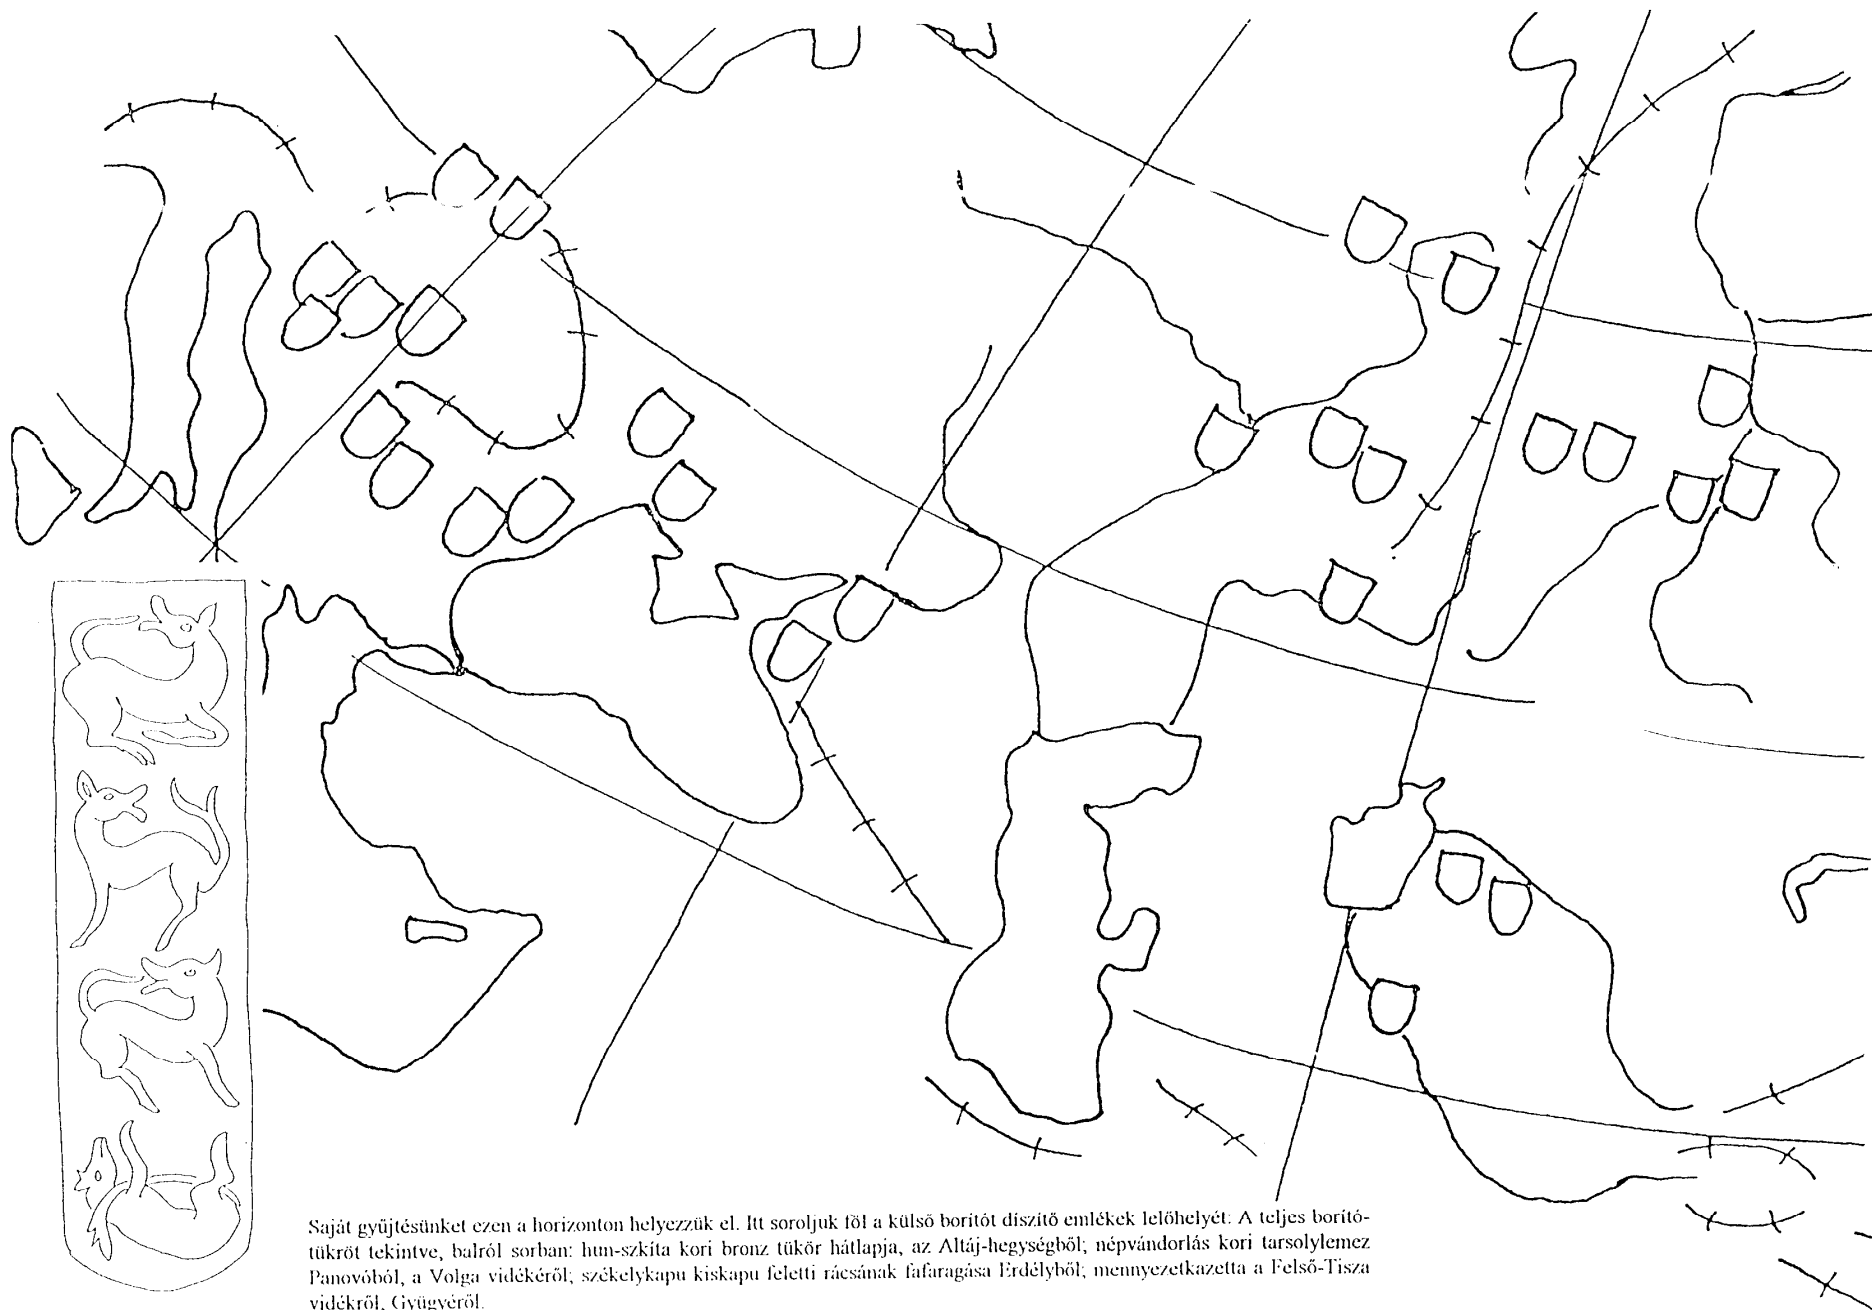 Saját gyűjtésünket ezen a horizonton helyezzük el. Itt soroljuk föl a külső borítót díszítő emlékek lelőhelyét: A teljes borító-
tükröt tekintve, balról sorban: hun-szkíta kori bronz tükör hátlapja, az Altáj-hegységből; népvándorlás kori tarsolylemez
Panovóból, a Volga vidékéről; székelykapu kiskapu feletti rácsának fafaragása Erdélyből; mennyezetkazetta a Felső-Tisza
vidékről, Gyügyéről.